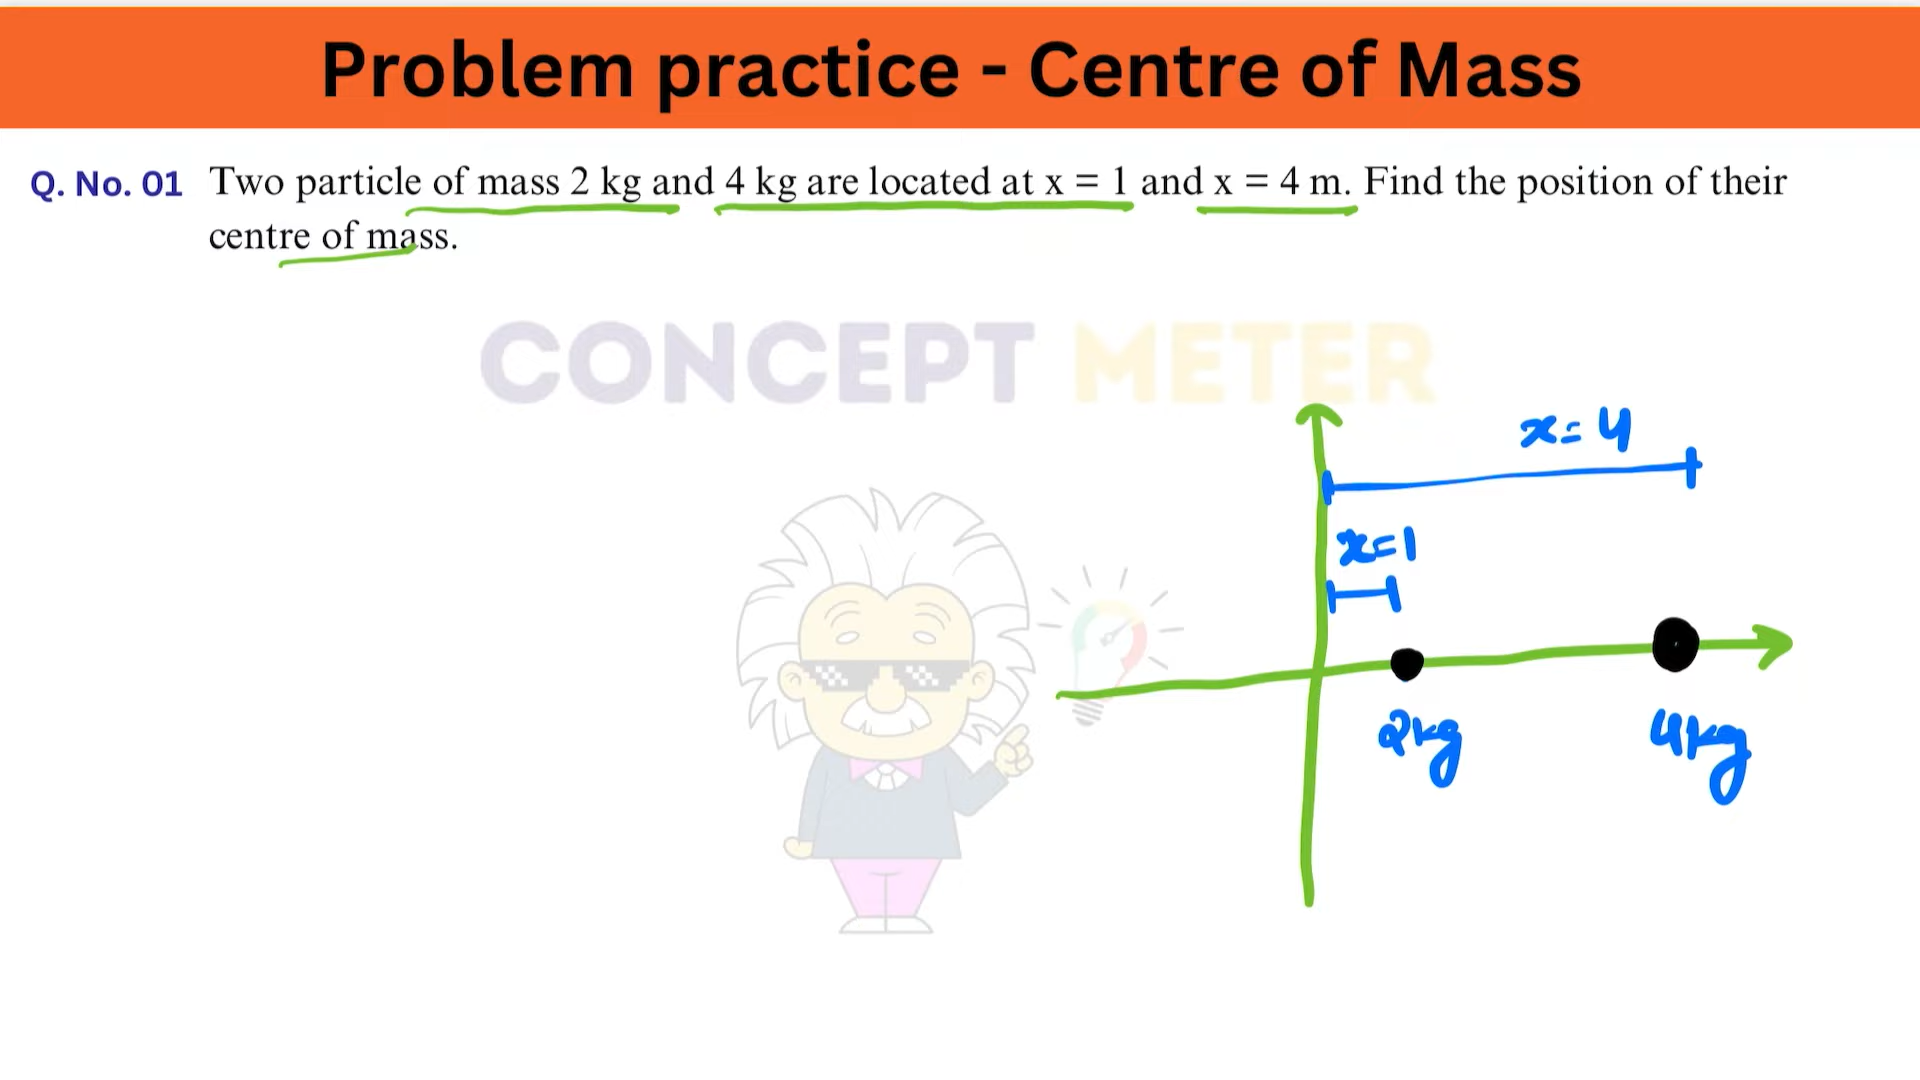 Problem practice - Centre of Mass
Q. No. 01 Two particle of mass 2 kg and 4 kg are located at x = 1 and x = 4 m. Find the position of their
centre of mass.
CONCEPT METER
x=4
x=1
2kg
4kg